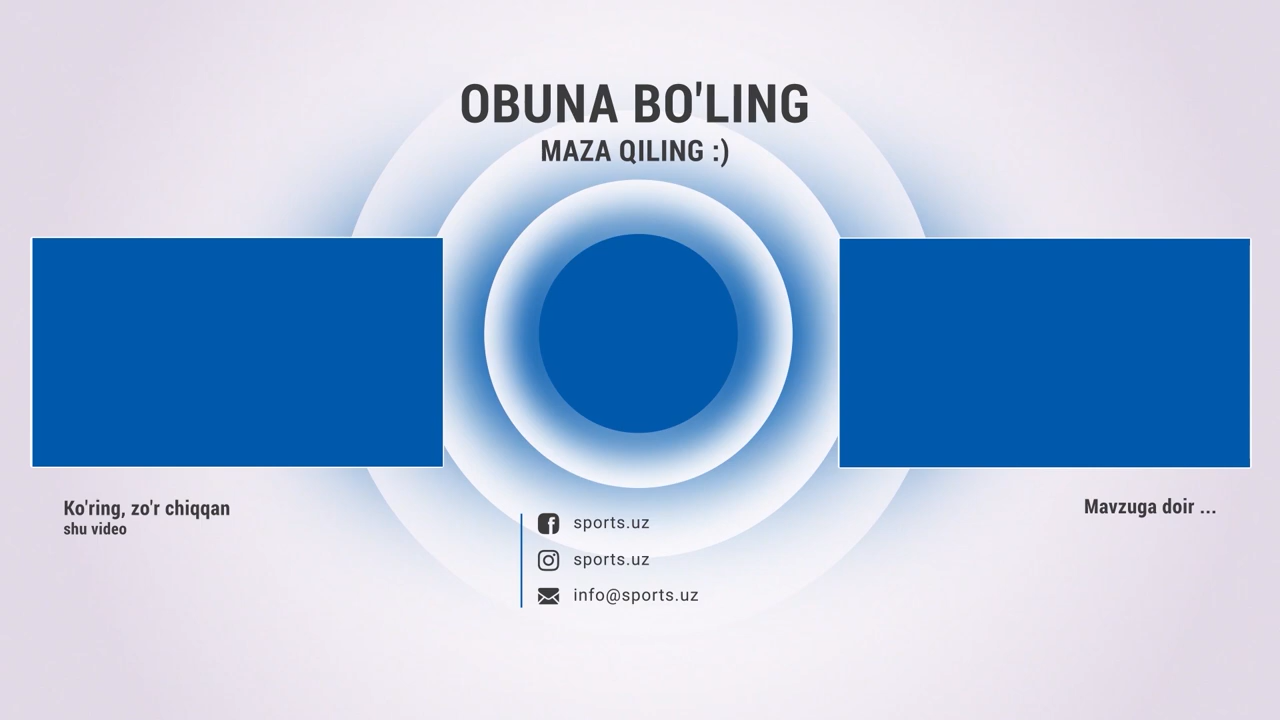 OBUNA BO'LING
MAZA QILING :)
Ko'ring, zo'r chiqqan
shu video
Mavzuga doir ...
sports.uz
sports.uz
info@sports.uz